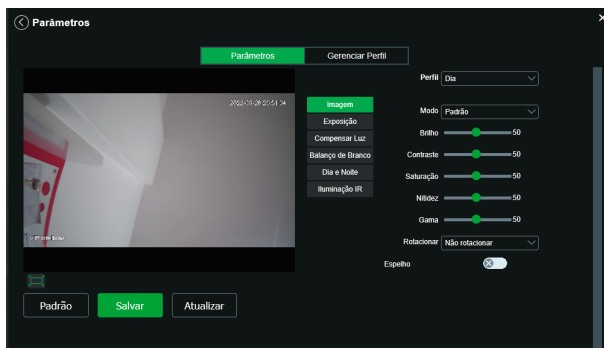 Parâmetros
Parâmetros Gerenciar Perfil
Perfil Dia
Imagem
Exposição
Compensar Luz
Balanço de Branco
Dia e Noite
Iluminação IR
Modo Padrão
Brilho 50
Contraste 50
Saturação 50
Nitidez 50
Gama 50
Rotacionar Não rotacionar
Espelho
Padrão Salvar Atualizar